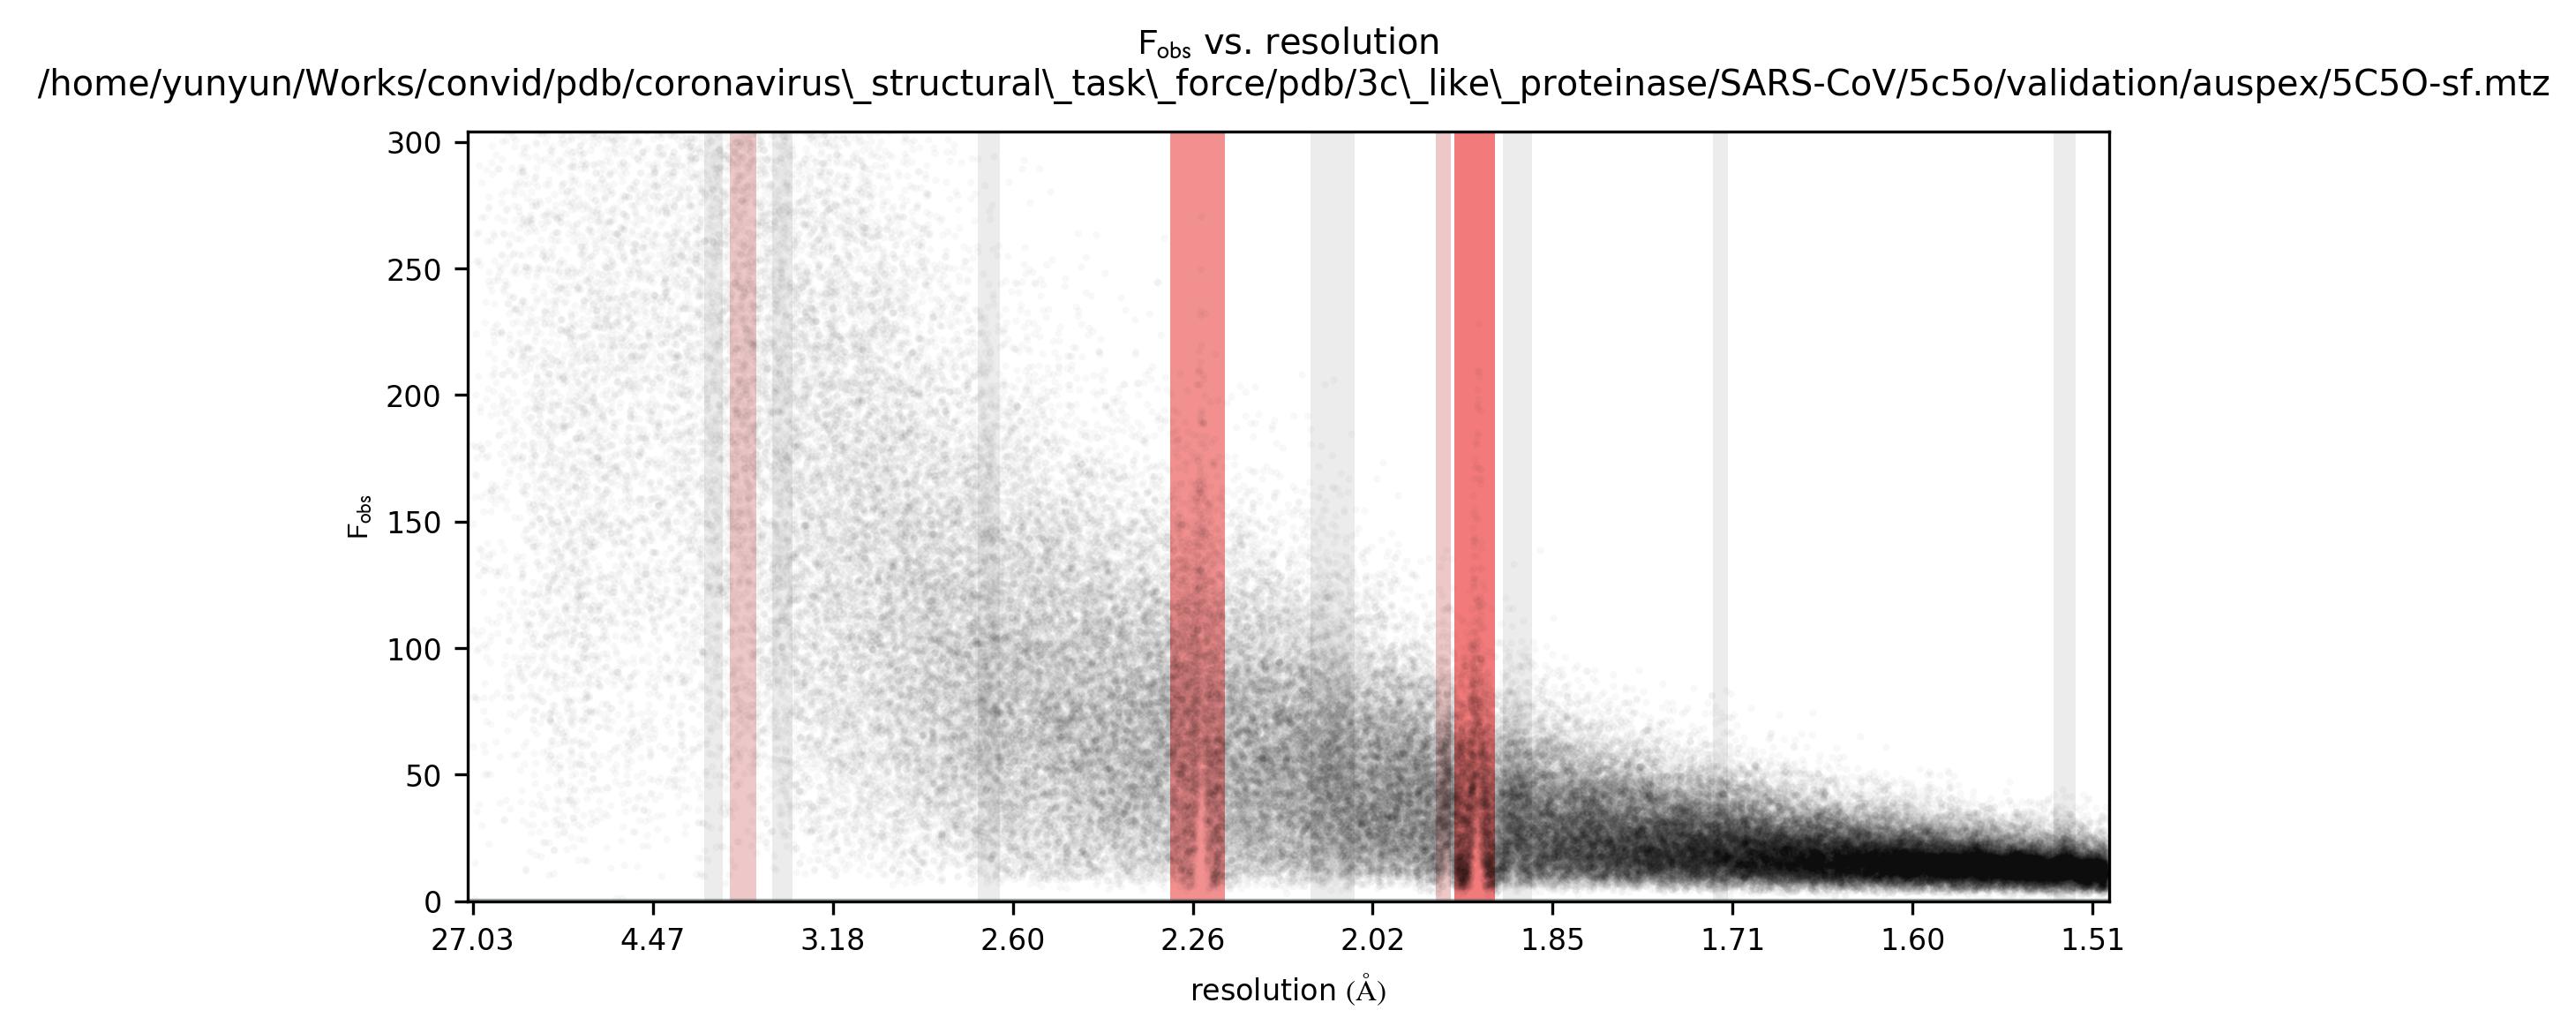 F_obs vs. resolution
/home/yunyun/Works/convid/pdb/coronavirus\_structural\_task\_force/pdb/3c\_like\_proteinase/SARS-CoV/5c5o/validation/auspex/5C5O-sf.mtz
300
250
200
150
100
50
0
F_obs
27.03 4.47 3.18 2.60 2.26 2.02 1.85 1.71 1.60 1.51
resolution (Å)